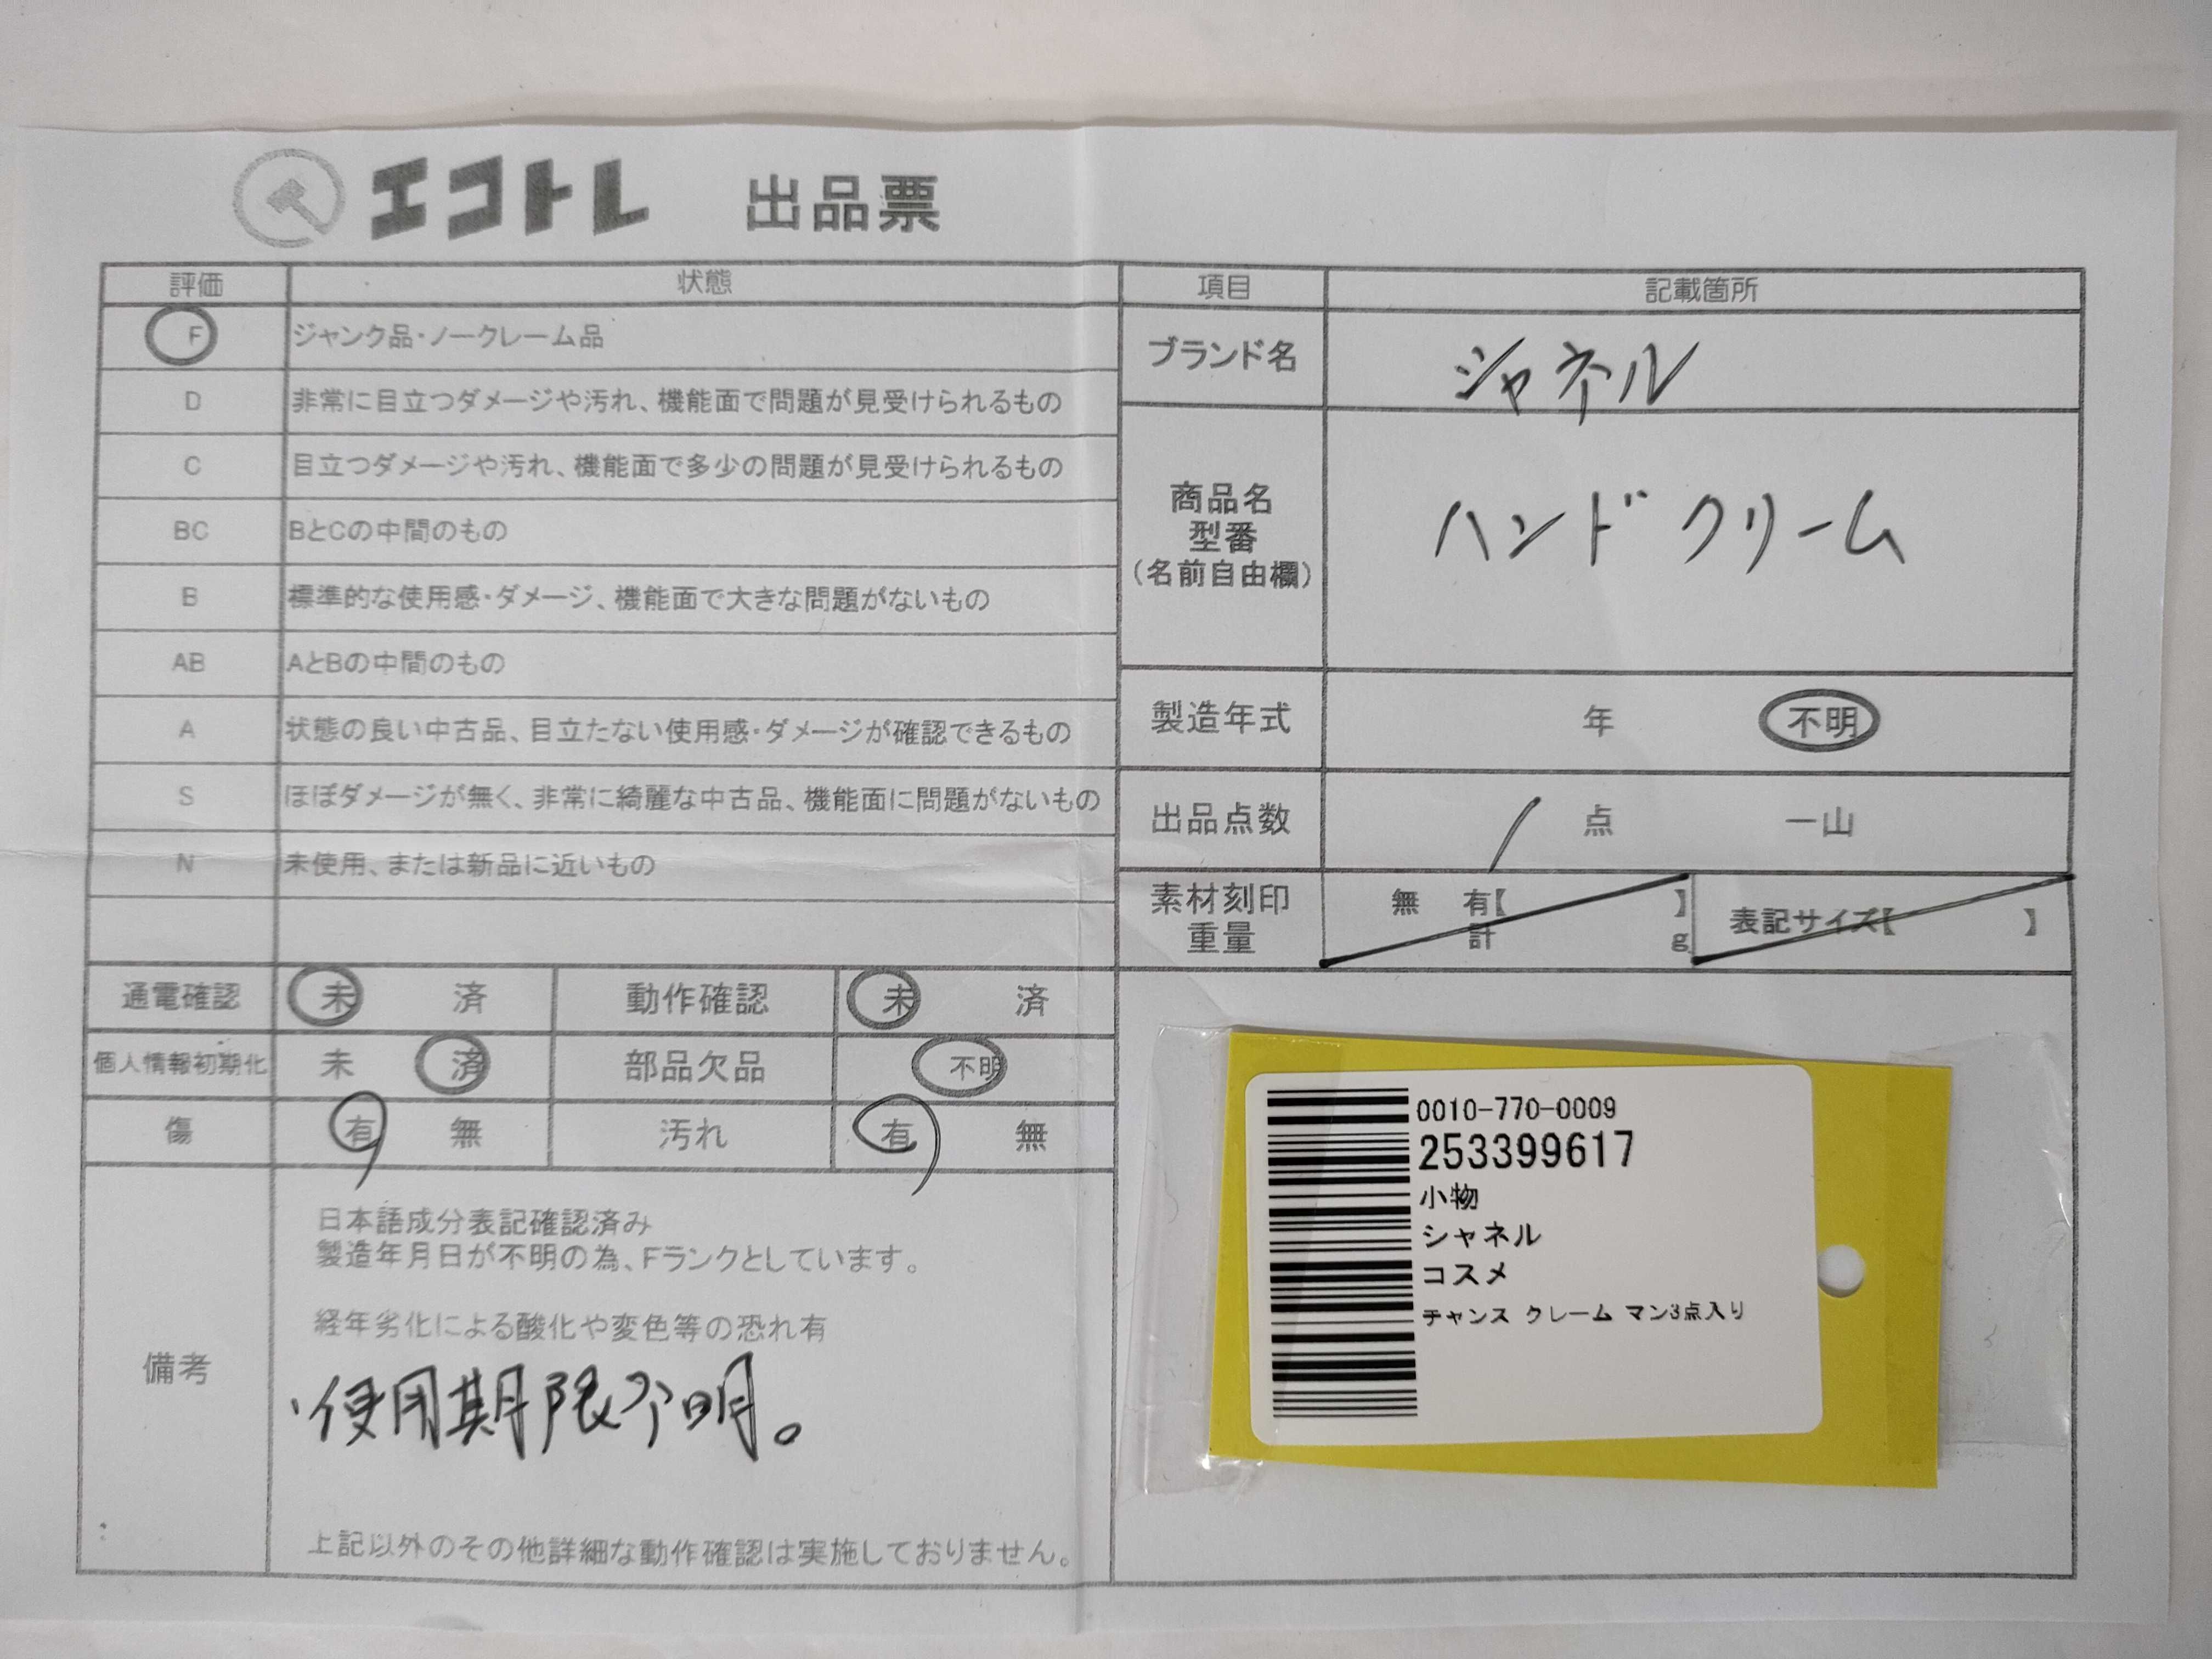 エコトレ 出品票
評価 状態
F ジャンク品・ノークレーム品
D 非常に目立つダメージや汚れ、機能面で問題が見受けられるもの
C 目立つダメージや汚れ、機能面で多少の問題が見受けられるもの
BC BとCの中間のもの
B 標準的な使用感・ダメージ、機能面で大きな問題がないもの
AB AとBの中間のもの
A 状態の良い中古品、目立たない使用感・ダメージが確認できるもの
S ほぼダメージが無く、非常に綺麗な中古品、機能面に問題がないもの
N 未使用、または新品に近いもの
通電確認 未 済 動作確認 未 済
個人情報初期化 未 済 部品欠品 不明
傷 有 無 汚れ 有 無
備考
日本語成分表記確認済み
製造年月日が不明の為、Fランクとしています。
経年劣化による酸化や変色等の恐れ有
・使用期限不明。
上記以外のその他詳細な動作確認は実施しておりません。
項目 記載箇所
ブランド名 シャネル
商品名
型番
(名前自由欄)
ハンドクリーム
製造年式 年 不明
出品点数 1 点 一山
素材刻印 無 有【 】
重量 計 g
表記サイズ【 】
0010-770-0009
253399617
小物
シャネル
コスメ
チャンス クレーム マン3点入り